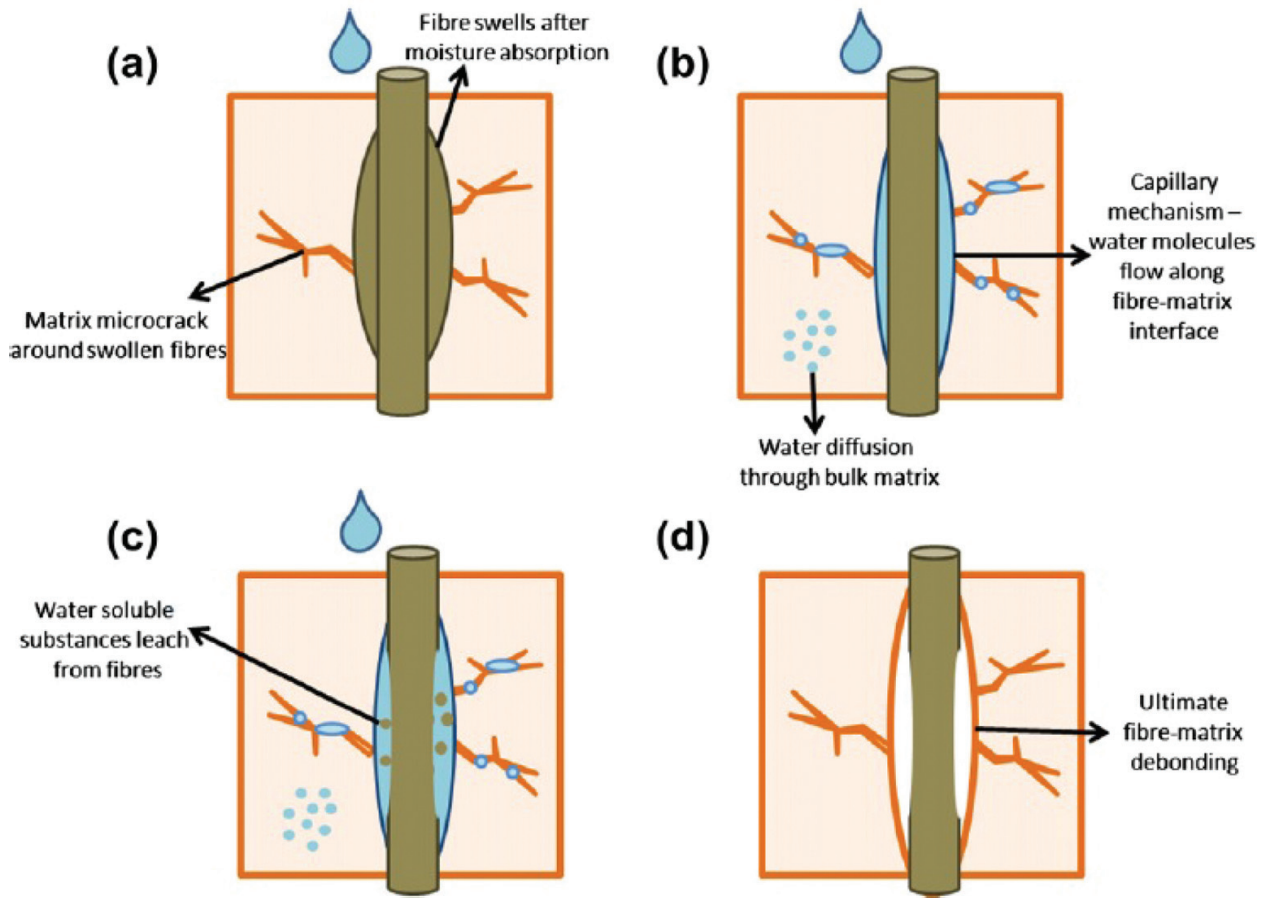 (a)
Fibre swells after
moisture absorption
Matrix microcrack
around swollen fibres
(b)
Capillary
mechanism –
water molecules
flow along
fibre-matrix
interface
Water diffusion
through bulk matrix
(c)
Water soluble
substances leach
from fibres
(d)
Ultimate
fibre-matrix
debonding